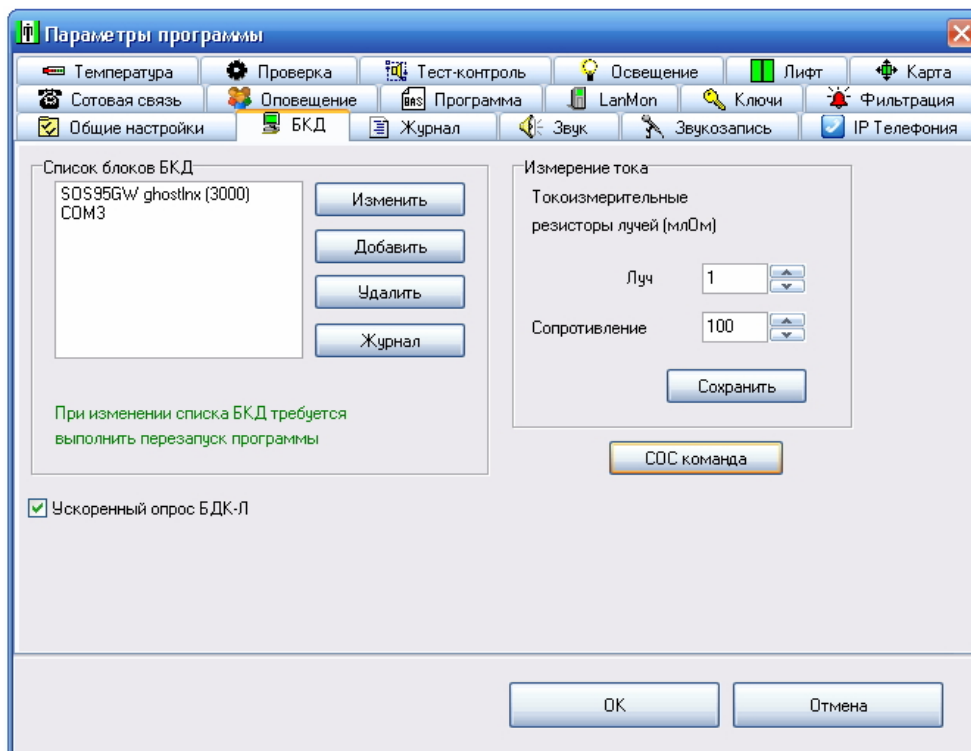 Параметры программы
Температура
Проверка
Тест-контроль
Освещение
Лифт
Карта
Сотовая связь
Оповещение
BAS
Программа
LanMon
Ключи
Фильтрация
Общие настройки
БКД
Журнал
Звук
Звукозапись
IP Телефония
Список блоков БКД
SOS95GW ghostlnx (3000)
COM3
Изменить
Добавить
Удалить
Журнал
При изменении списка БКД требуется
выполнить перезапуск программы
Измерение тока
Токоизмерительные
резисторы лучей (млОм)
Луч
1
Сопротивление
100
Сохранить
СОС команда
Ускоренный опрос БДК-Л
OK
Отмена